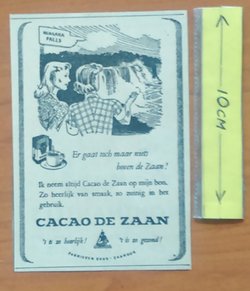 NIAGARA
FALLS
Er gaat toch maar niets
boven de Zaan!
Ik neem altijd Cacao de Zaan op mijn bon.
Zo heerlijk van smaak, zo zuinig in het
gebruik.
CACAO DE ZAAN
't is zo heerlijk! 't is zo gezond!
10CM